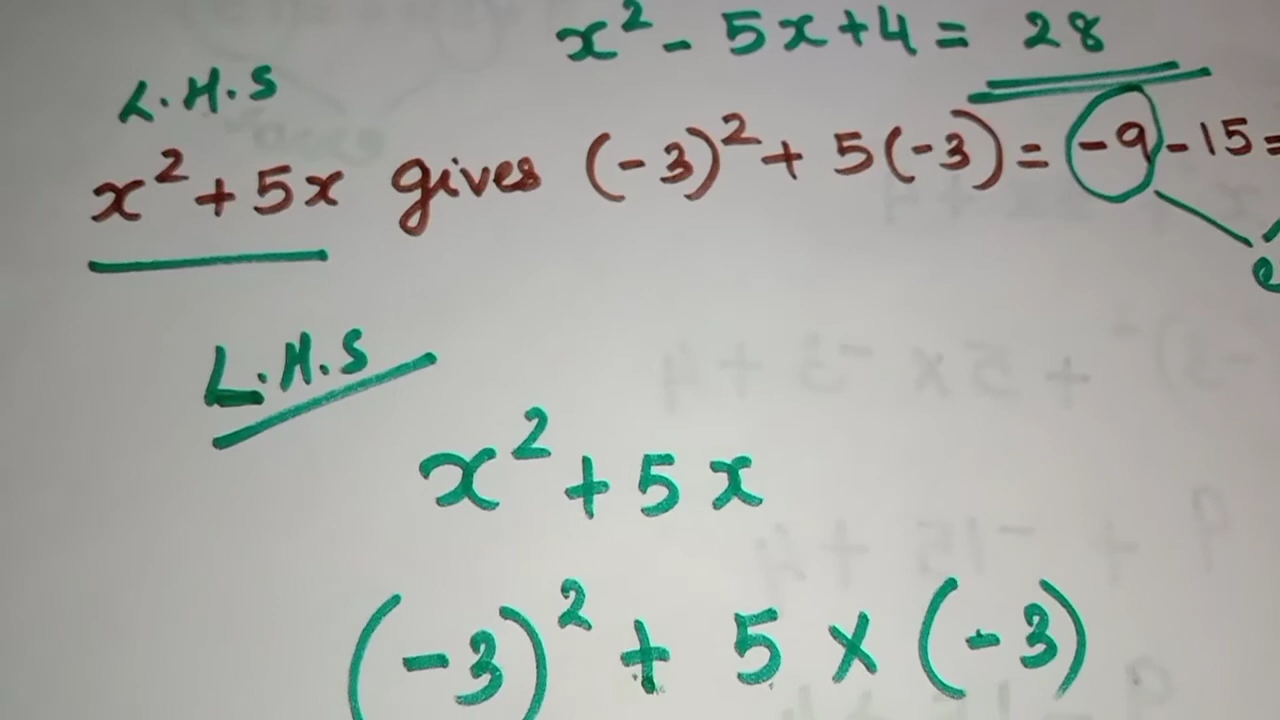 x² - 5x + 4 = 28
L.H.S
x² + 5x gives (-3)² + 5(-3) = -9 - 15 =
L.H.S
x² + 5x
(-3)² + 5 × (-3)